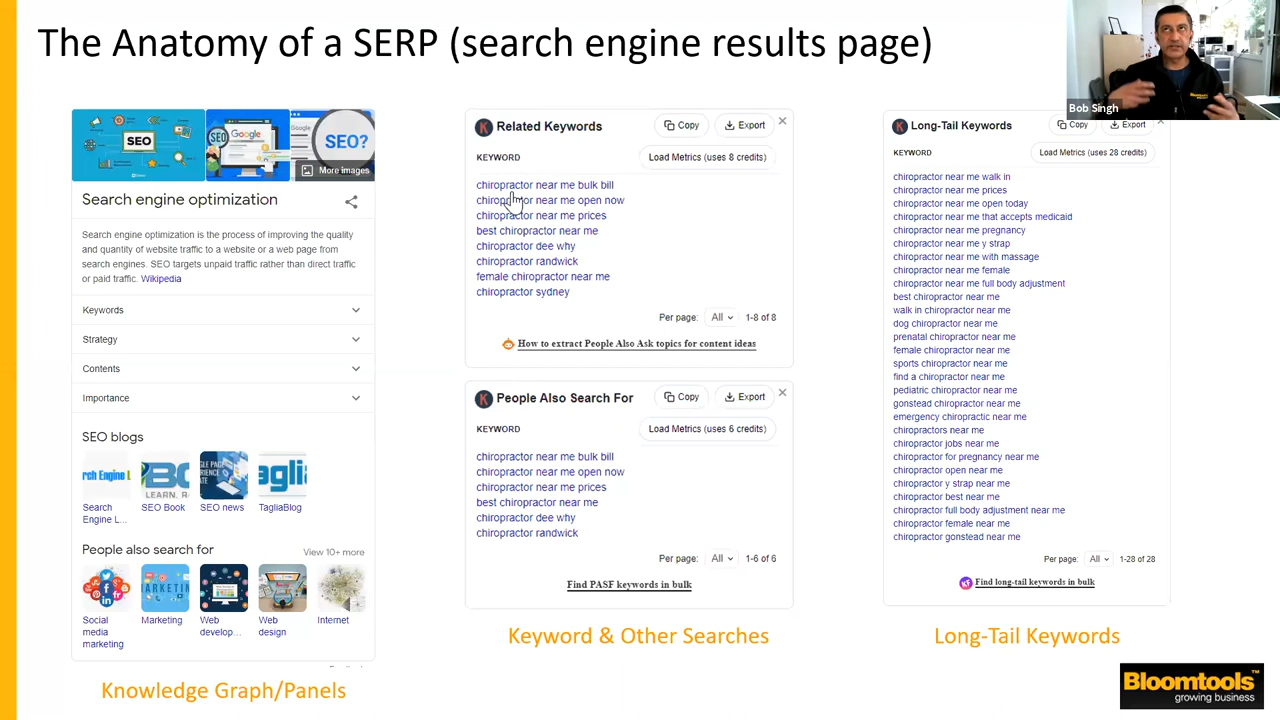 The Anatomy of a SERP (search engine results page)
Bob Singh
Bloomtools
SEO
SEO
Google
Google
SEO?
More images
Search engine optimization
Search engine optimization is the process of improving the quality
and quantity of website traffic to a website or a web page from
search engines. SEO targets unpaid traffic rather than direct traffic
or paid traffic. Wikipedia
Keywords
Strategy
Contents
Importance
SEO blogs
rch Engine L
LEARN. R
agli
Search
Engine L...
SEO Book
SEO news
TagliaBlog
People also search for
View 10+ more
MARKETIN
Social
media
marketing
Marketing
Web
develop...
Web
design
Internet
Knowledge Graph/Panels
Related Keywords
Copy
Export
KEYWORD
Load Metrics (uses 8 credits)
chiropractor near me bulk bill
chiropractor near me open now
chiropractor near me prices
best chiropractor near me
chiropractor dee why
chiropractor randwick
female chiropractor near me
chiropractor sydney
Per page: All 1-8 of 8
How to extract People Also Ask topics for content ideas
People Also Search For
Copy
Export
KEYWORD
Load Metrics (uses 6 credits)
chiropractor near me bulk bill
chiropractor near me open now
chiropractor near me prices
best chiropractor near me
chiropractor dee why
chiropractor randwick
Per page: All 1-6 of 6
Find PASF keywords in bulk
Keyword & Other Searches
Long-Tail Keywords
Copy
Export
KEYWORD
Load Metrics (uses 28 credits)
chiropractor near me walk in
chiropractor near me prices
chiropractor near me open today
chiropractor near me that accepts medicaid
chiropractor near me pregnancy
chiropractor near me y strap
chiropractor near me with massage
chiropractor near me female
chiropractor near me full body adjustment
best chiropractor near me
walk in chiropractor near me
dog chiropractor near me
prenatal chiropractor near me
female chiropractor near me
sports chiropractor near me
find a chiropractor near me
pediatric chiropractor near me
gonstead chiropractor near me
emergency chiropractic near me
chiropractors near me
chiropractor jobs near me
chiropractor for pregnancy near me
chiropractor open near me
chiropractor y strap near me
chiropractor best near me
chiropractor full body adjustment near me
chiropractor female near me
chiropractor gonstead near me
Per page: All 1-28 of 28
Find long-tail keywords in bulk
Long-Tail Keywords
Bloomtools™
growing business